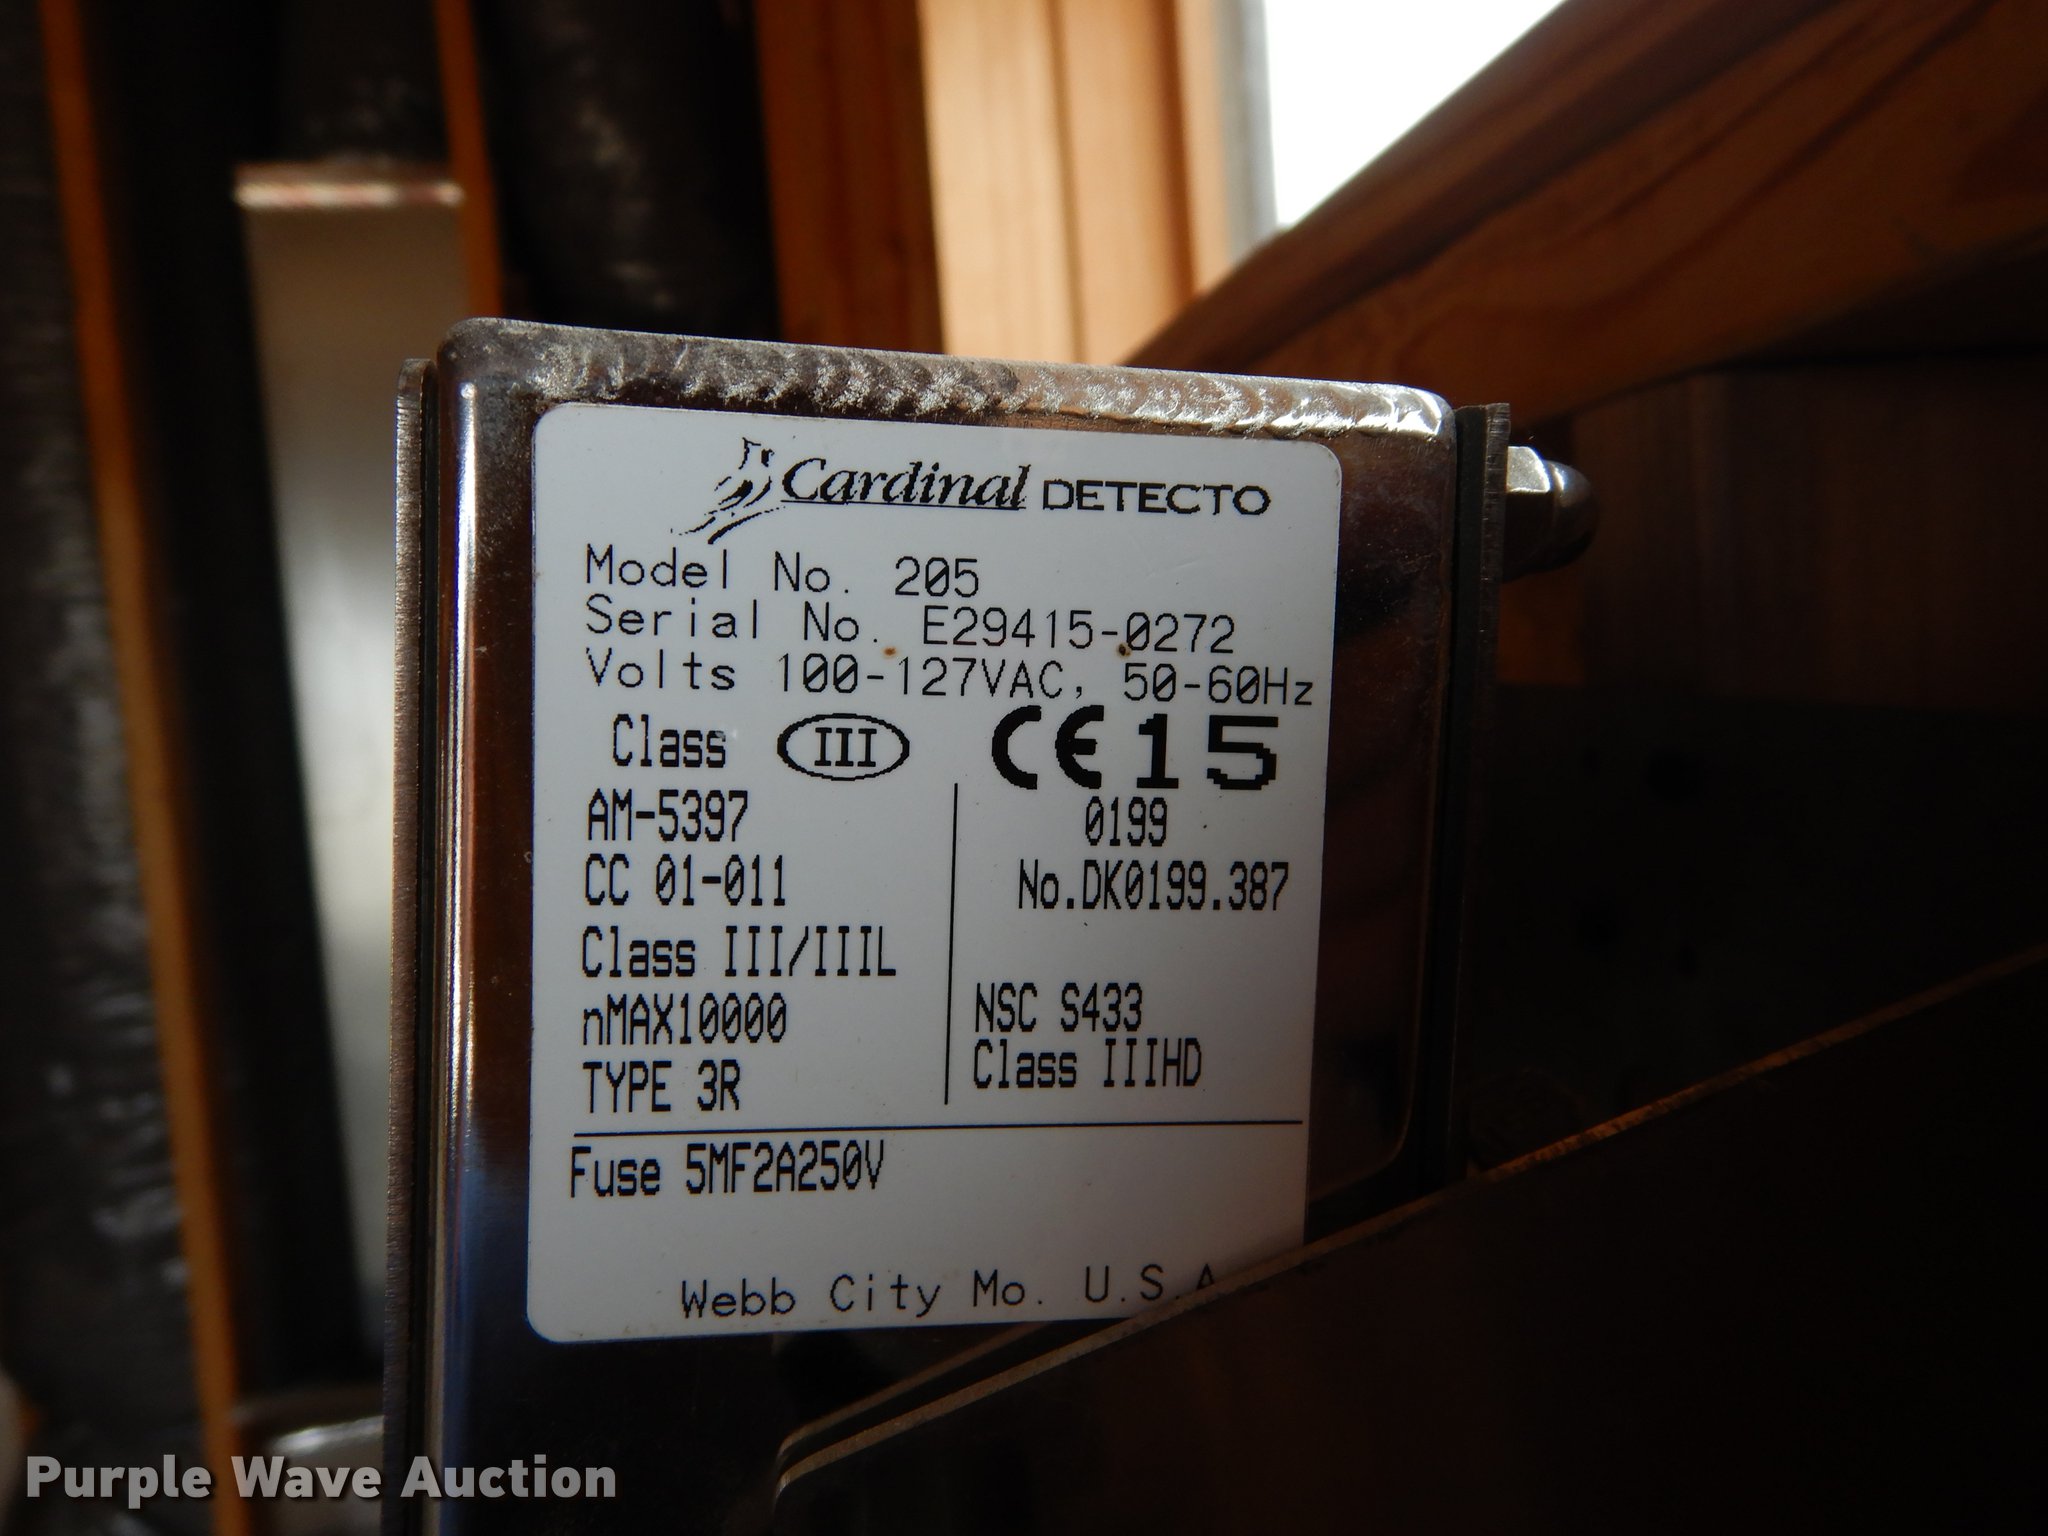 Cardinal DETECTO
Model No. 205
Serial No. E29415-0272
Volts 100-127VAC, 50-60Hz
Class III CE 15
AM-5397
CC 01-011
Class III/IIIL
nMAX10000
TYPE 3R
0199
No.DK0199.387
NSC S433
Class IIIHD
Fuse 5MF2A250V
Webb City Mo. U.S.A
Purple Wave Auction